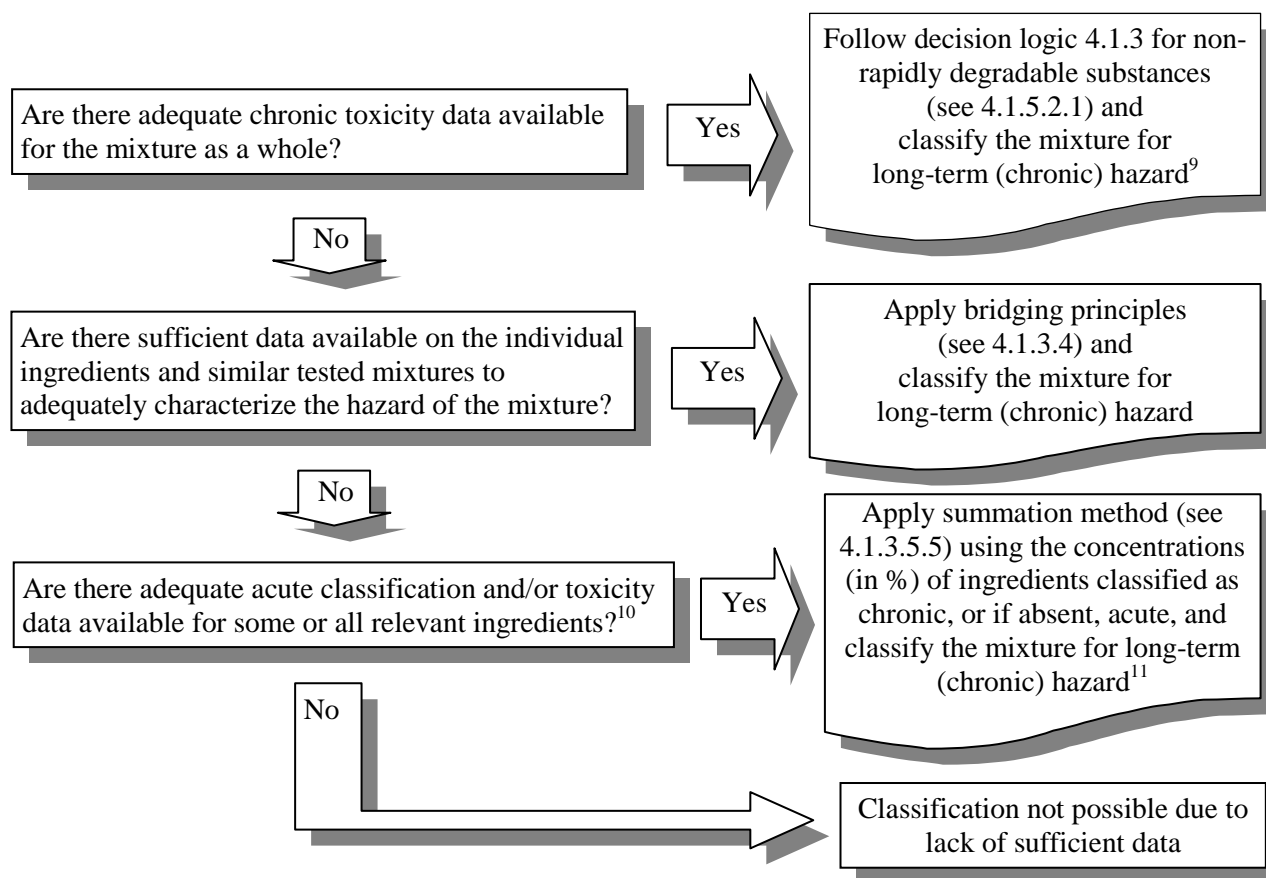 Are there adequate chronic toxicity data available
for the mixture as a whole?
Yes
Follow decision logic 4.1.3 for non-
rapidly degradable substances
(see 4.1.5.2.1) and
classify the mixture for
long-term (chronic) hazard9
No
Are there sufficient data available on the individual
ingredients and similar tested mixtures to
adequately characterize the hazard of the mixture?
Yes
Apply bridging principles
(see 4.1.3.4) and
classify the mixture for
long-term (chronic) hazard
No
Are there adequate acute classification and/or toxicity
data available for some or all relevant ingredients?10
Yes
Apply summation method (see
4.1.3.5.5) using the concentrations
(in %) of ingredients classified as
chronic, or if absent, acute, and
classify the mixture for long-term
(chronic) hazard11
No
Classification not possible due to
lack of sufficient data